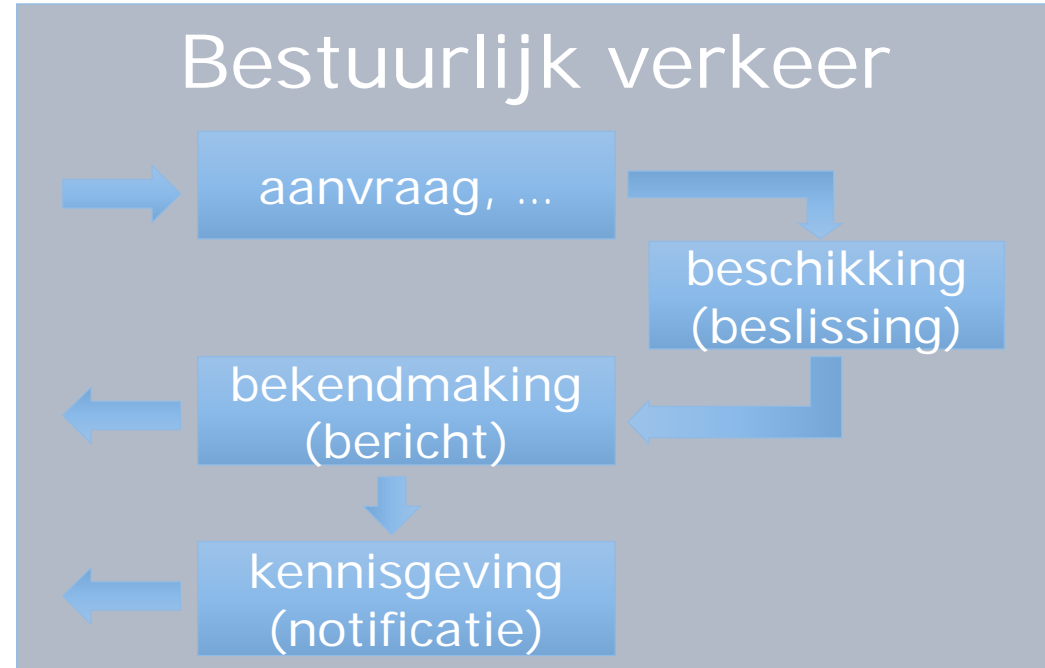 Bestuurlijk verkeer
aanvraag, ...
beschikking
(beslissing)
bekendmaking
(bericht)
kennisgeving
(notificatie)